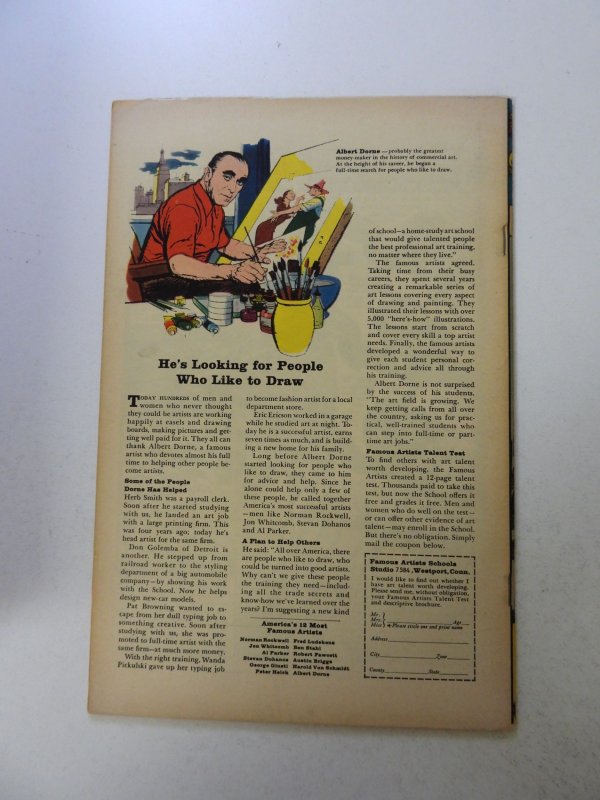 Albert Dorne—probably the greatest
money-maker in the history of commercial art.
At the height of his career, he began a
full-time search for people who like to draw.
He's Looking for People
Who Like to Draw
TODAY HUNDREDS of men and
women who never thought
they could be artists are working
happily at easels and drawing
boards, making pictures and get-
ting well paid for it. They all can
thank Albert Dorne, a famous
artist who devotes almost his full
time to helping other people be-
come artists.
Some of the People
Dorne Has Helped
Herb Smith was a payroll clerk.
Soon after he started studying
with us, he landed an art job
with a large printing firm. This
was four years ago; today he's
head artist for the same firm.
Don Golemba of Detroit is
another. He stepped up from
railroad worker to the styling
department of a big automobile
company—by showing his work
with the School. Now he helps
design new-car models.
Pat Browning wanted to es-
cape from her dull typing job to
something creative. Soon after
studying with us, she was pro-
moted to full-time artist with the
same firm—at much more money.
With the right training, Wanda
Pickulski gave up her typing job
to become fashion artist for a local
department store.
Eric Ericson worked in a garage
while he studied art at night. To-
day he is a successful artist, earns
seven times as much, and is build-
ing a new home for his family.
Long before Albert Dorne
started looking for people who
like to draw, they came to him
for advice and help. Since he
alone could help only a few of
these people, he called together
America's most successful artists
—men like Norman Rockwell,
Jon Whitcomb, Stevan Dohanos
and Al Parker.
A Plan to Help Others
He said: "All over America, there
are people who like to draw, who
could be turned into good artists.
Why can't we give these people
the training they need—includ-
ing all the trade secrets and
know-how we've learned over the
years? I'm suggesting a new kind
America's 12 Most
Famous Artists
Norman Rockwell Fred Ludekens
Jon Whitcomb Ben Stahl
Al Parker Robert Fawcett
Stevan Dohanos Austin Briggs
George Giusti Harold Von Schmidt
Peter Helck Albert Dorne
of school—a home-study art school
that would give talented people
the best professional art training,
no matter where they live."
The famous artists agreed.
Taking time from their busy
careers, they spent several years
creating a remarkable series of
art lessons covering every aspect
of drawing and painting. They
illustrated their lessons with over
5,000 "here's-how" illustrations.
The lessons start from scratch
and cover every skill a top artist
needs. Finally, the famous artists
developed a wonderful way to
give each student personal cor-
rection and advice all through
his training.
Albert Dorne is not surprised
by the success of his students.
"The art field is growing. We
keep getting calls from all over
the country, asking us for prac-
tical, well-trained students who
can step into full-time or part-
time art jobs."
Famous Artists Talent Test
To find others with art talent
worth developing, the Famous
Artists created a 12-page talent
test. Thousands paid to take this
test, but now the School offers it
free and grades it free. Men and
women who do well on the test—
or can offer other evidence of art
talent—may enroll in the School.
But there's no obligation. Simply
mail the coupon below.
Famous Artists Schools
Studio 7584, Westport, Conn.
I would like to find out whether I
have art talent worth developing.
Please send me, without obligation,
your Famous Artists Talent Test
and descriptive brochure.
Mr.
Mrs. Age
Miss Please circle one and print name
Address
City Zone
County State